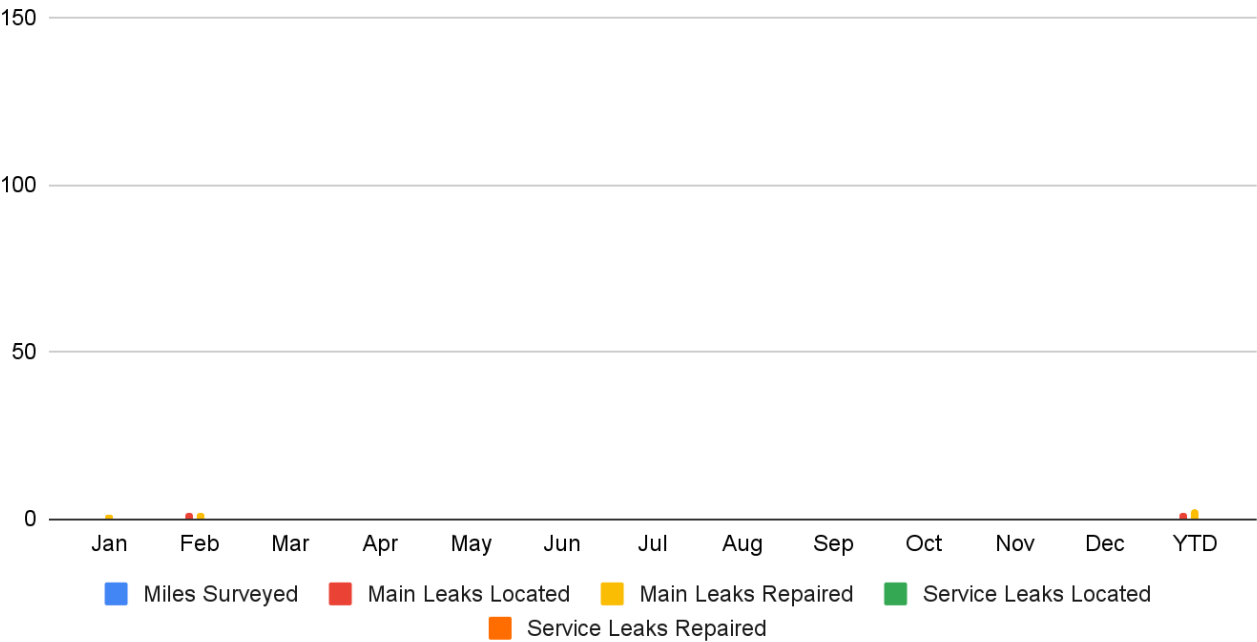 150
100
50
0
Jan Feb Mar Apr May Jun Jul Aug Sep Oct Nov Dec YTD
Miles Surveyed Main Leaks Located Main Leaks Repaired Service Leaks Located
Service Leaks Repaired